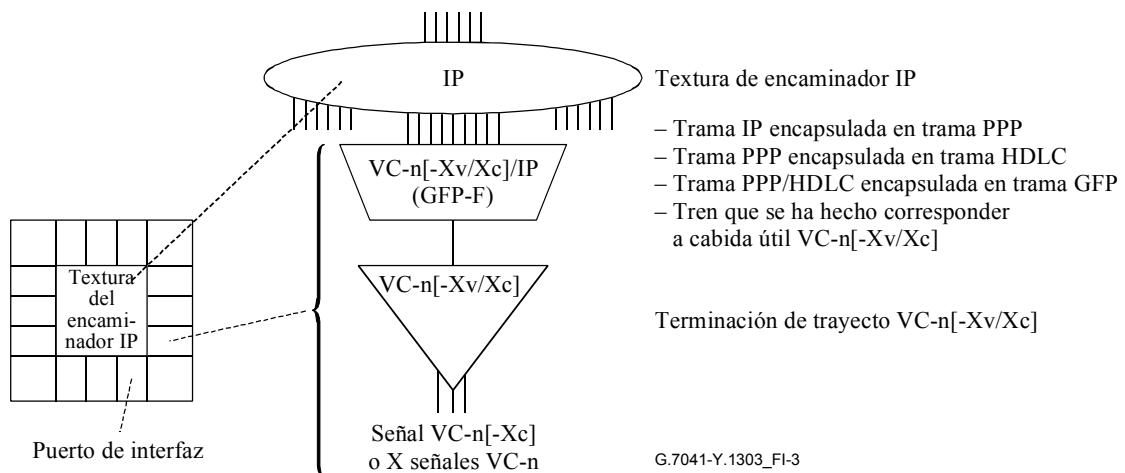 IP
Textura de encaminador IP
– Trama IP encapsulada en trama PPP
– Trama PPP encapsulada en trama HDLC
– Trama PPP/HDLC encapsulada en trama GFP
– Tren que se ha hecho corresponder
a cabida útil VC-n[-Xv/Xc]
VC-n[-Xv/Xc]/IP
(GFP-F)
Textura
del
encami-
nador IP
VC-n[-Xv/Xc]
Terminación de trayecto VC-n[-Xv/Xc]
Puerto de interfaz
Señal VC-n[-Xc]
o X señales VC-n
G.7041-Y.1303_FI-3